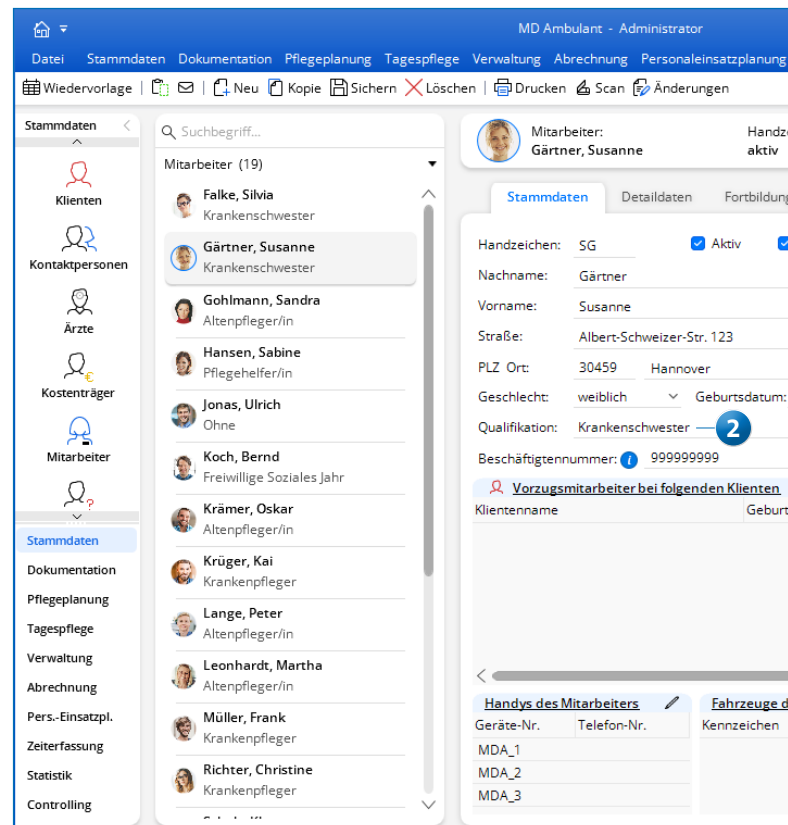 MD Ambulant - Administrator
Datei Stammdaten Dokumentation Pflegeplanung Tagespflege Verwaltung Abrechnung Personaleinsatzplanung
Wiedervorlage Neu Kopie Sichern Löschen Drucken Scan Änderungen
Stammdaten
Klienten
Kontaktpersonen
Ärzte
Kostenträger
Mitarbeiter
Stammdaten
Dokumentation
Pflegeplanung
Tagespflege
Verwaltung
Abrechnung
Pers.-Einsatzpl.
Zeiterfassung
Statistik
Controlling
Suchbegriff...
Mitarbeiter (19)
Falke, Silvia
Krankenschwester
Gärtner, Susanne
Krankenschwester
Gohlmann, Sandra
Altenpfleger/in
Hansen, Sabine
Pflegehelfer/in
Jonas, Ulrich
Ohne
Koch, Bernd
Freiwillige Soziales Jahr
Krämer, Oskar
Altenpfleger/in
Krüger, Kai
Krankenpfleger
Lange, Peter
Altenpfleger/in
Leonhardt, Martha
Altenpfleger/in
Müller, Frank
Krankenpfleger
Richter, Christine
Krankenpfleger
Mitarbeiter: Handze
Gärtner, Susanne aktiv
Stammdaten Detaildaten Fortbildung
Handzeichen: SG Aktiv
Nachname: Gärtner
Vorname: Susanne
Straße: Albert-Schweizer-Str. 123
PLZ Ort: 30459 Hannover
Geschlecht: weiblich Geburtsdatum:
Qualifikation: Krankenschwester 2
Beschäftigtennummer: i 999999999
Vorzugsmitarbeiter bei folgenden Klienten
Klientenname Geburt
Handys des Mitarbeiters Fahrzeuge d
Geräte-Nr. Telefon-Nr. Kennzeichen
MDA_1
MDA_2
MDA_3